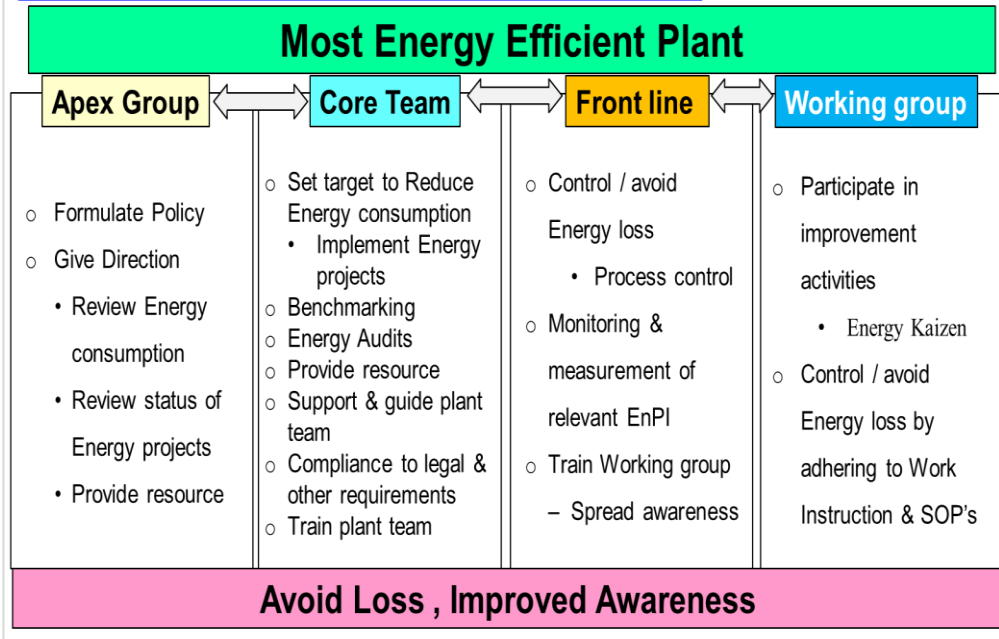 Most Energy Efficient Plant
Apex Group
Core Team
Front line
Working group
○ Formulate Policy
○ Give Direction
• Review Energy
consumption
• Review status of
Energy projects
• Provide resource
○ Set target to Reduce
Energy consumption
• Implement Energy
projects
○ Benchmarking
○ Energy Audits
○ Provide resource
○ Support & guide plant
team
○ Compliance to legal &
other requirements
○ Train plant team
○ Control / avoid
Energy loss
• Process control
○ Monitoring &
measurement of
relevant EnPI
○ Train Working group
– Spread awareness
○ Participate in
improvement
activities
• Energy Kaizen
○ Control / avoid
Energy loss by
adhering to Work
Instruction & SOP's
Avoid Loss , Improved Awareness